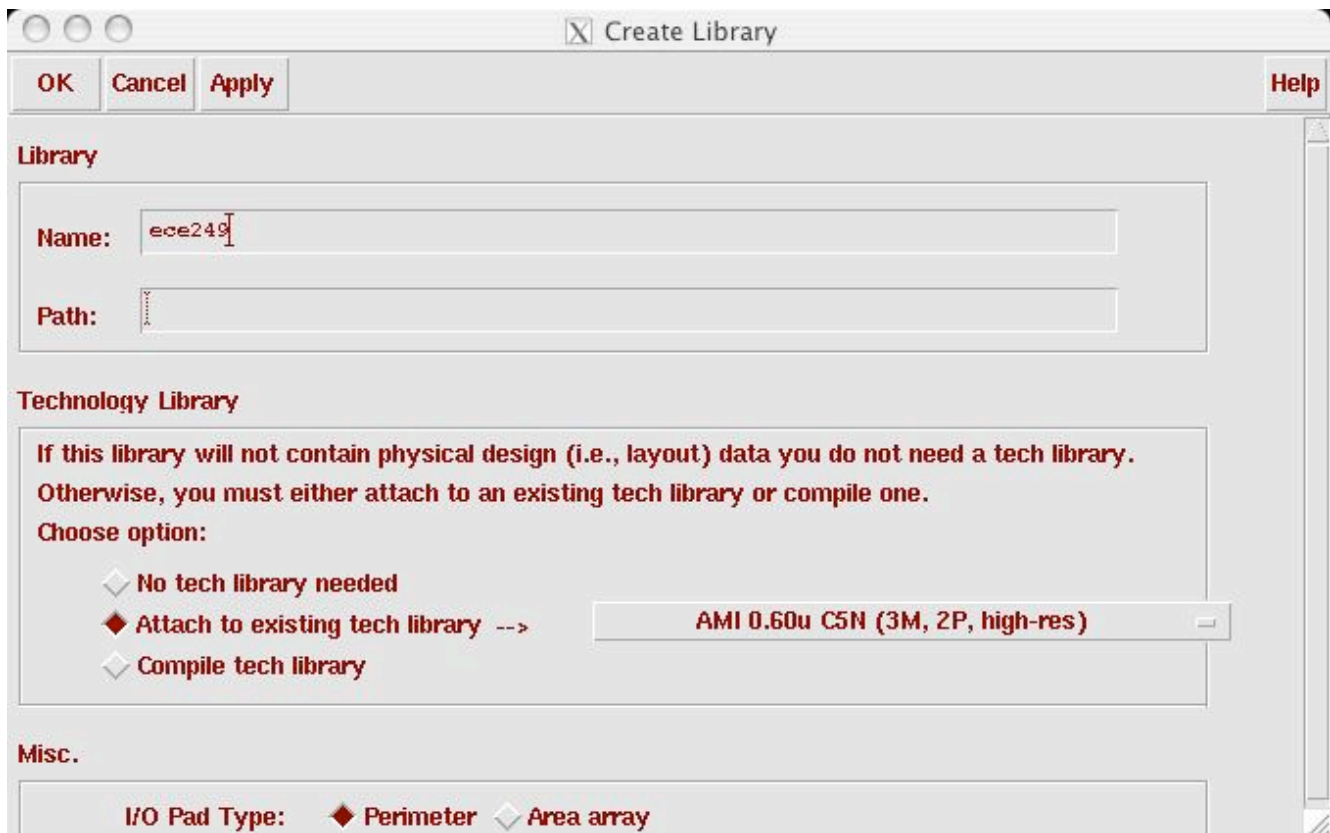 X Create Library
OK Cancel Apply Help
Library
Name: ece249
Path:
Technology Library
If this library will not contain physical design (i.e., layout) data you do not need a tech library.
Otherwise, you must either attach to an existing tech library or compile one.
Choose option:
No tech library needed
Attach to existing tech library --> AMI 0.60u C5N (3M, 2P, high-res)
Compile tech library
Misc.
I/O Pad Type: Perimeter Area array